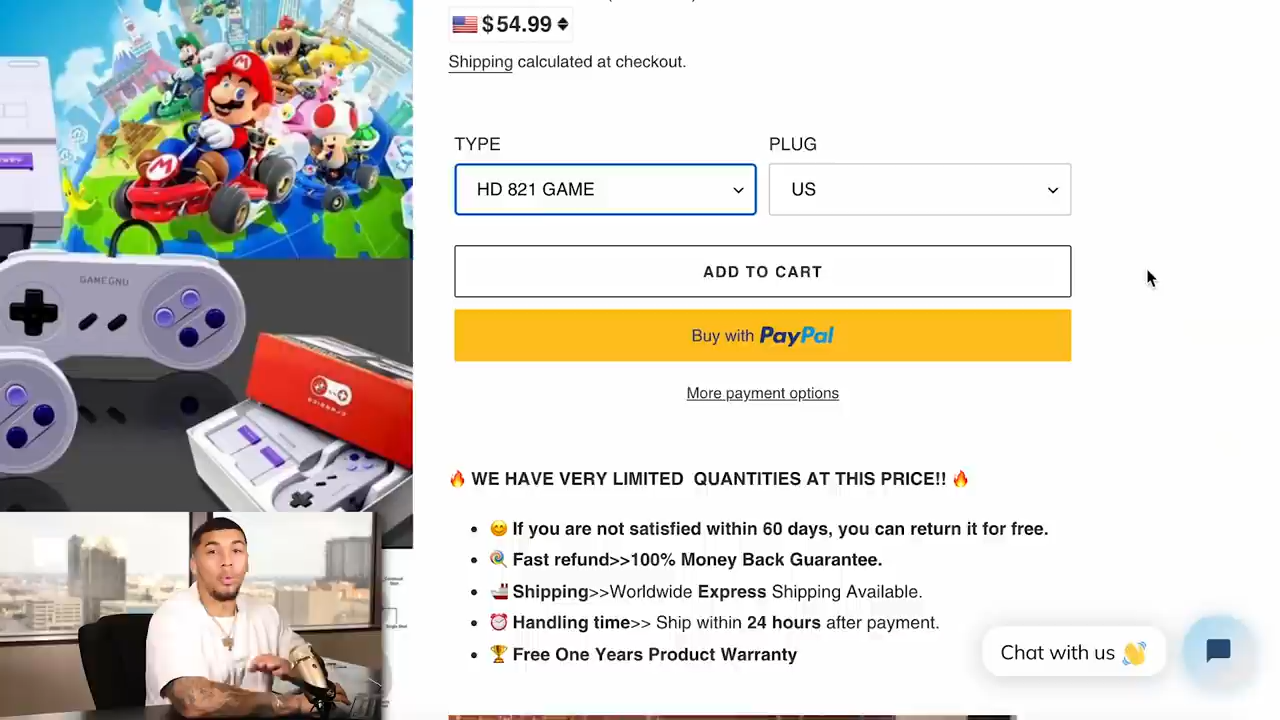 $54.99
Shipping calculated at checkout.
TYPE
PLUG
HD 821 GAME
US
ADD TO CART
Buy with PayPal
More payment options
GAMEGNU
🔥 WE HAVE VERY LIMITED QUANTITIES AT THIS PRICE!! 🔥
• 😊 If you are not satisfied within 60 days, you can return it for free.
• 🍭 Fast refund>>100% Money Back Guarantee.
• 🚢 Shipping>>Worldwide Express Shipping Available.
• ⏰ Handling time>> Ship within 24 hours after payment.
• 🏆 Free One Years Product Warranty
Chat with us 👋